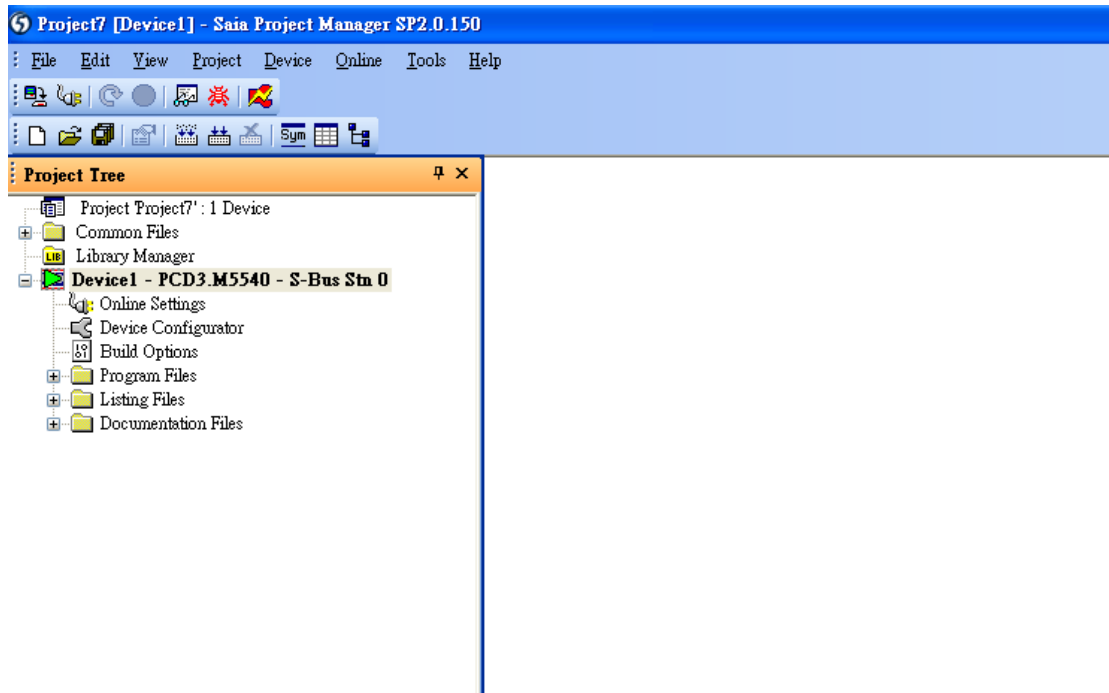 Project7 [Device1] - Saia Project Manager SP2.0.150
File Edit View Project Device Online Tools Help
Sym
Project Tree
Project 'Project7' : 1 Device
Common Files
LIB Library Manager
Device1 - PCD3.M5540 - S-Bus Stn 0
Online Settings
Device Configurator
Build Options
Program Files
Listing Files
Documentation Files